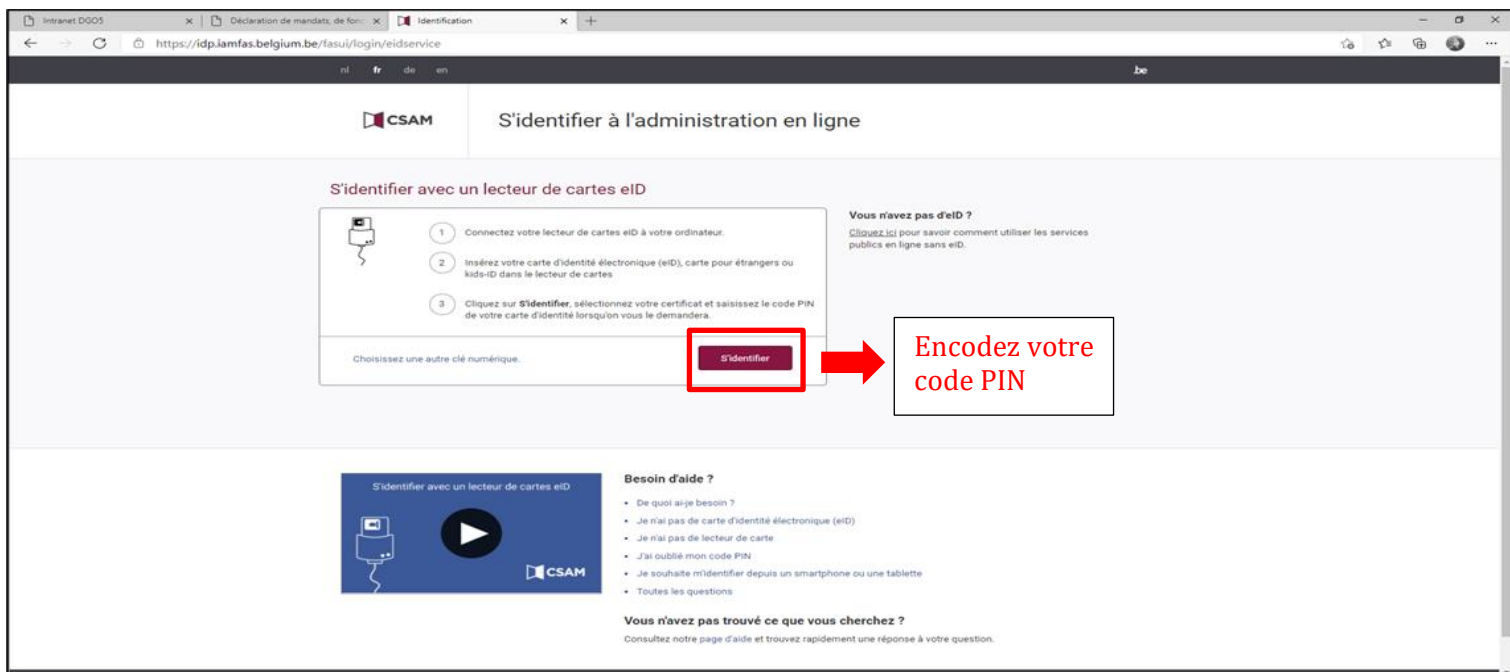 Intranet DGO5
Déclaration de mandats, de fonc
Identification
https://idp.iamfas.belgium.be/fasui/login/eidservice
nl fr de en
.be
CSAM
S'identifier à l'administration en ligne
S'identifier avec un lecteur de cartes eID
1 Connectez votre lecteur de cartes eID à votre ordinateur.
2 Insérez votre carte d'identité électronique (eID), carte pour étrangers ou
kids-ID dans le lecteur de cartes
3 Cliquez sur S'identifier, sélectionnez votre certificat et saisissez le code PIN
de votre carte d'identité lorsqu'on vous le demandera.
Choisissez une autre clé numérique.
S'identifier
Vous n'avez pas d'eID ?
Cliquez ici pour savoir comment utiliser les services
publics en ligne sans eID.
Encodez votre
code PIN
S'identifier avec un lecteur de cartes eID
CSAM
Besoin d'aide ?
• De quoi ai-je besoin ?
• Je n'ai pas de carte d'identité électronique (eID)
• Je n'ai pas de lecteur de carte
• J'ai oublié mon code PIN
• Je souhaite m'identifier depuis un smartphone ou une tablette
• Toutes les questions
Vous n'avez pas trouvé ce que vous cherchez ?
Consultez notre page d'aide et trouvez rapidement une réponse à votre question.